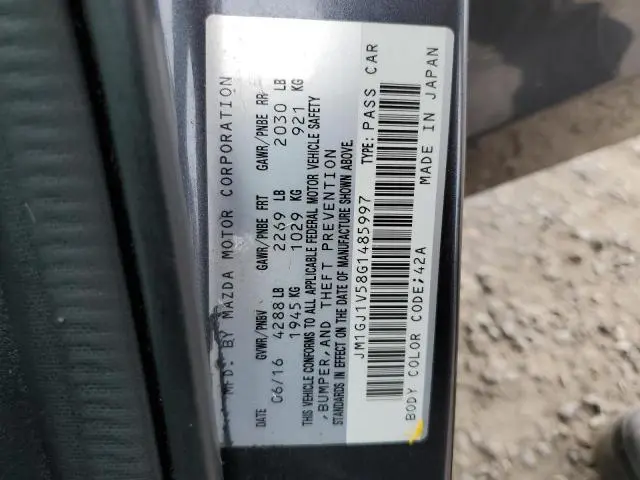 MFD. BY MAZDA MOTOR CORPORATION
DATE GVWR/PNBV GAWR/PNBE FRT GAWR/PNBE RR
06/16 4288 LB 2269 LB 2030 LB
1945 KG 1029 KG 921 KG
THIS VEHICLE CONFORMS TO ALL APPLICABLE FEDERAL MOTOR VEHICLE SAFETY
,BUMPER,AND THEFT PREVENTION
STANDARDS IN EFFECT ON THE DATE OF MANUFACTURE SHOWN ABOVE.
JM1GJ1V58G1485997 TYPE: PASS CAR
BODY COLOR CODE:42A MADE IN JAPAN